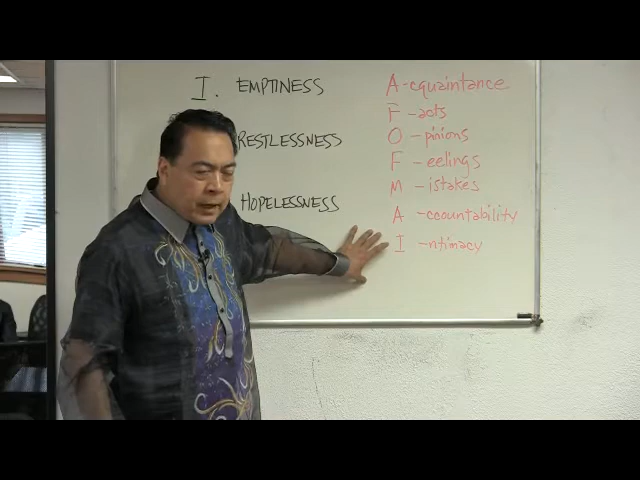 I. EMPTINESS
RESTLESSNESS
HOPELESSNESS
A-cquaintance
F-acts
O-pinions
F-eelings
M-istakes
A-ccountability
I-ntimacy